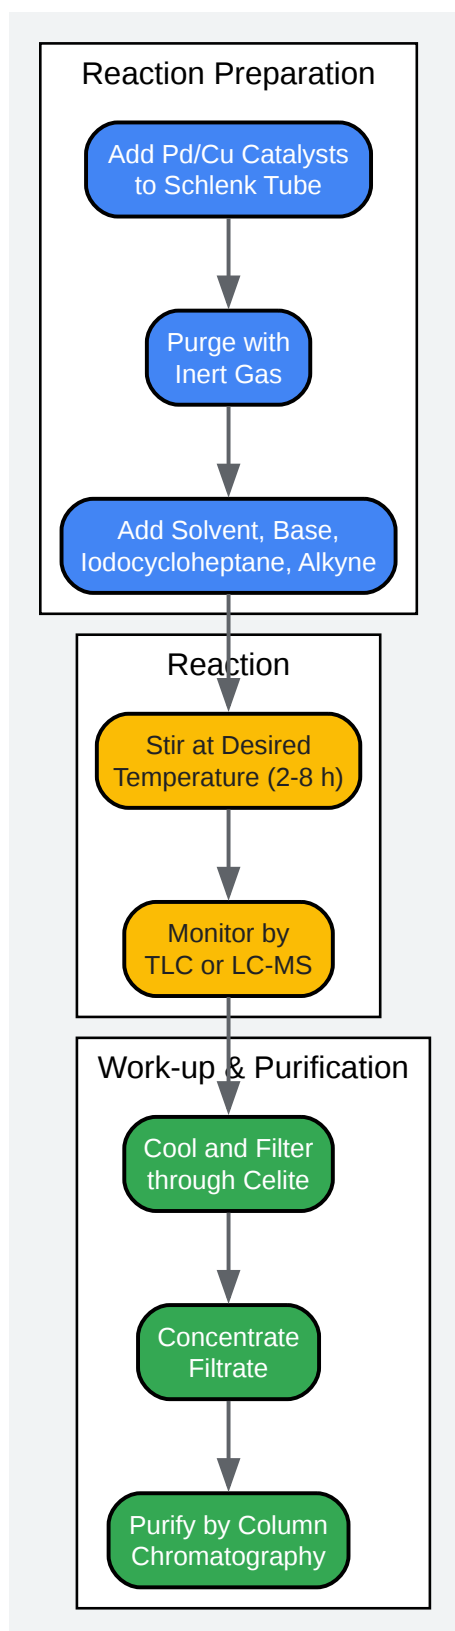 Reaction Preparation
Add Pd/Cu Catalysts
to Schlenk Tube
Purge with
Inert Gas
Add Solvent, Base,
Iodocycloheptane, Alkyne
Reaction
Stir at Desired
Temperature (2-8 h)
Monitor by
TLC or LC-MS
Work-up & Purification
Cool and Filter
through Celite
Concentrate
Filtrate
Purify by Column
Chromatography